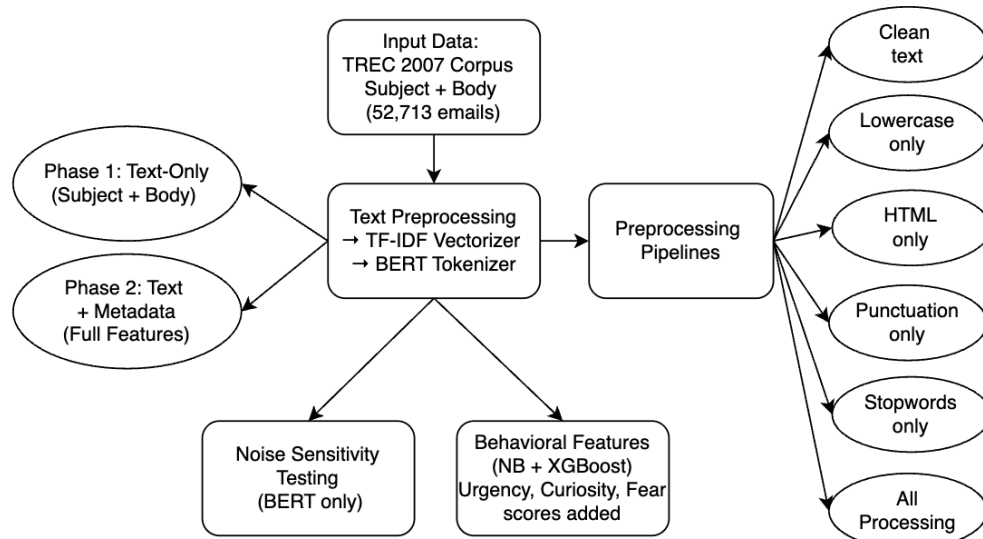 Input Data:
TREC 2007 Corpus
Subject + Body
(52,713 emails)
Phase 1: Text-Only
(Subject + Body)
Phase 2: Text
+ Metadata
(Full Features)
Text Preprocessing
→ TF-IDF Vectorizer
→ BERT Tokenizer
Preprocessing
Pipelines
Clean
text
Lowercase
only
HTML
only
Punctuation
only
Stopwords
only
All
Processing
Noise Sensitivity
Testing
(BERT only)
Behavioral Features
(NB + XGBoost)
Urgency, Curiosity, Fear
scores added